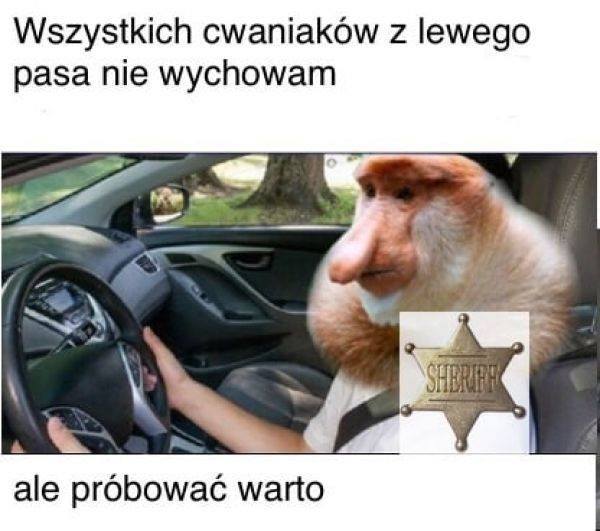 Wszystkich cwaniaków z lewego
pasa nie wychowam
SHERIFF
ale próbować warto